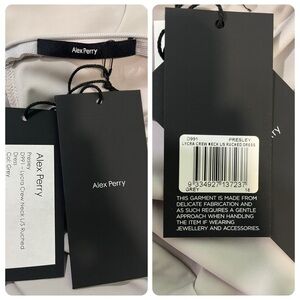 Alex Perry
Alex Perry
Alex Perry
Presley
D991 - Lycra Crew Neck L/S Ruched
Dress
Col: Grey
D991 PRESLEY
LYCRA CREW NECK L/S RUCHED DRESS
9 334927 137237 >
GREY 16
THIS GARMENT IS MADE FROM
DELICATE FABRICATION AND
AS SUCH REQUIRES A GENTLE
APPROACH WHEN HANDLING
THE ITEM IF WEARING
JEWELLERY AND ACCESSORIES.